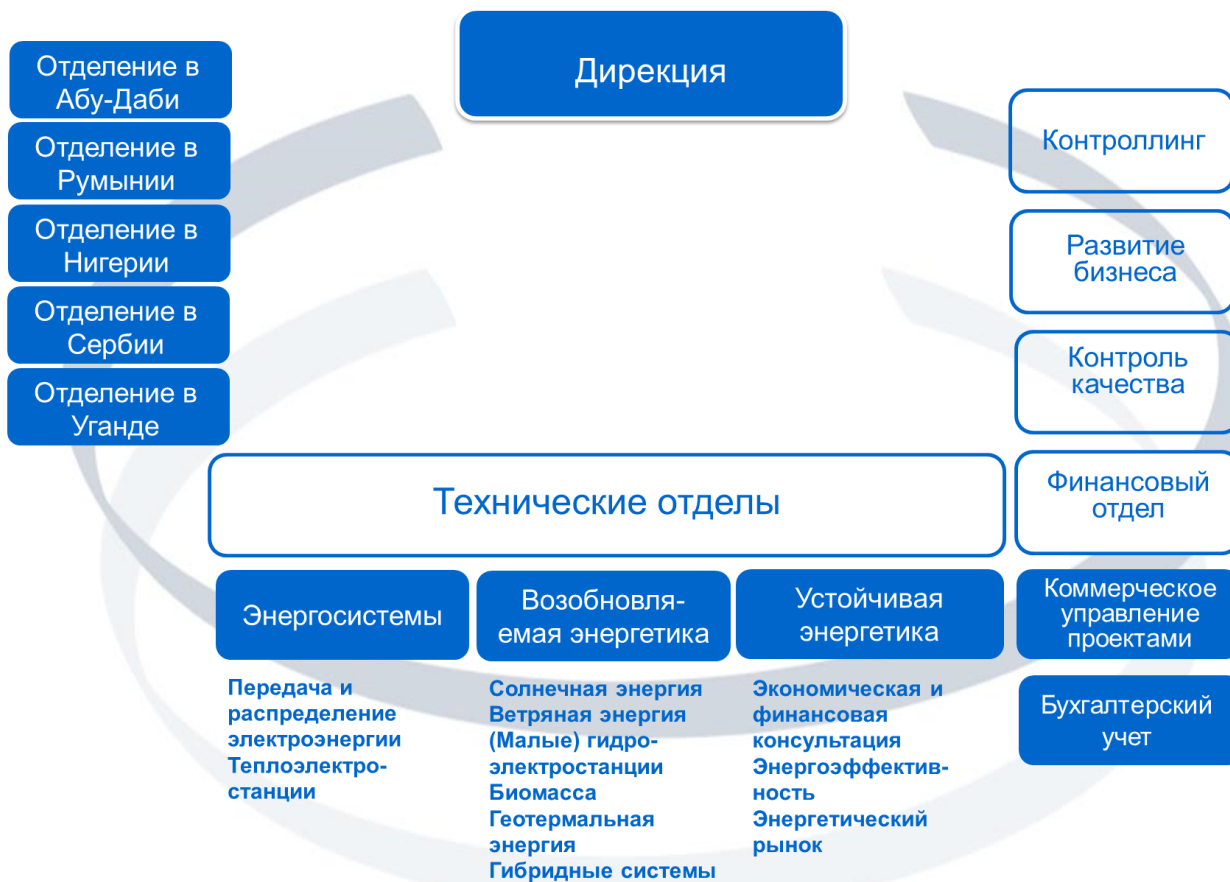 Дирекция
Отделение в
Абу-Даби
Отделение в
Румынии
Отделение в
Нигерии
Отделение в
Сербии
Отделение в
Уганде
Контроллинг
Развитие
бизнеса
Контроль
качества
Финансовый
отдел
Коммерческое
управление
проектами
Бухгалтерский
учет
Технические отделы
Энергосистемы
Передача и
распределение
электроэнергии
Теплоэлектро-
станции
Возобновля-
емая энергетика
Солнечная энергия
Ветряная энергия
(Малые) гидро-
электростанции
Биомасса
Геотермальная
энергия
Гибридные системы
Устойчивая
энергетика
Экономическая и
финансовая
консультация
Энергоэффектив-
ность
Энергетический
рынок